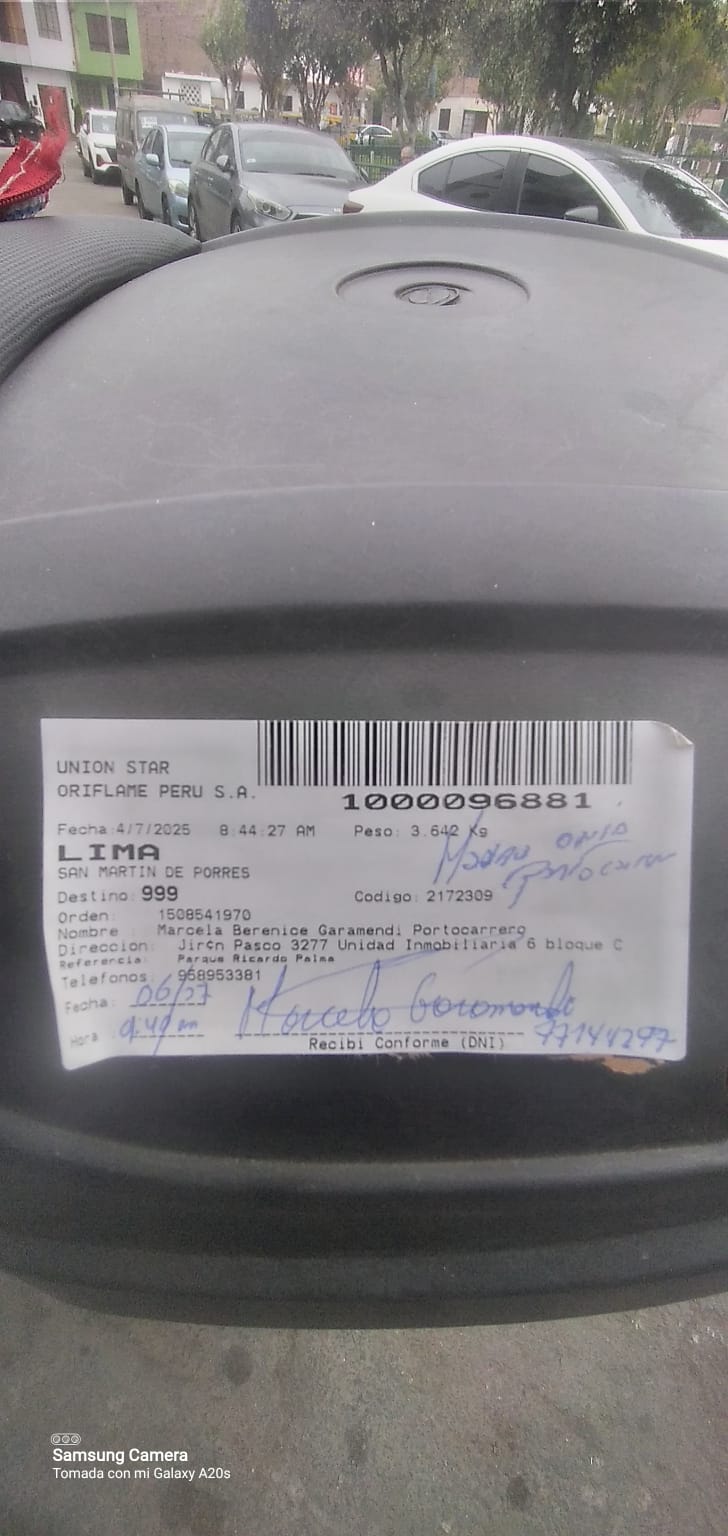 UNION STAR
ORIFLAME PERU S.A.
1000096881
Fecha:4/7/2025 8:44:27 AM Peso: 3.642 Kg
LIMA
SAN MARTIN DE PORRES
Destino: 999 Codigo: 2172309
Orden: 1508541970
Nombre : Marcela Berenice Garamendi Portocarrero
Direccion: Jir¢n Pasco 3277 Unidad Inmobiliaria 6 bloque C
Referencia: Parque Ricardo Palma
Telefonos: 958953381
Fecha:
Hora
Recibi Conforme (DNI)
Samsung Camera
Tomada con mi Galaxy A20s